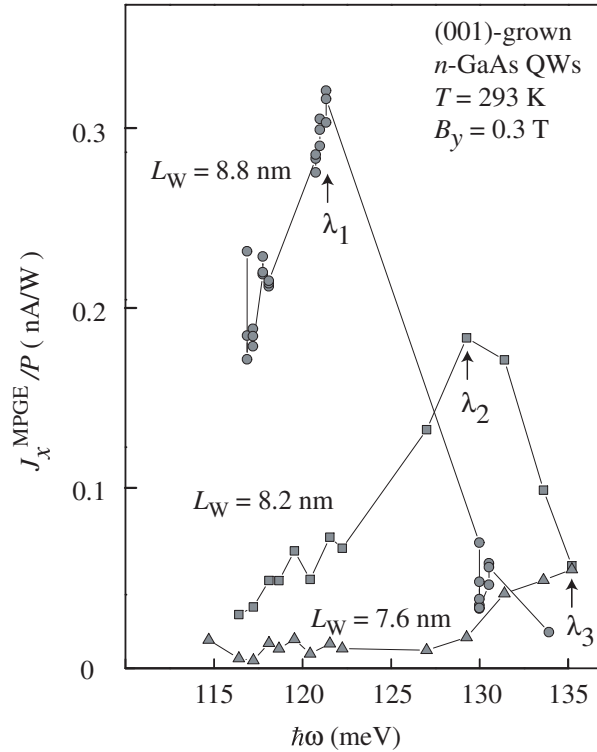 (001)-grown
n-GaAs QWs
T = 293 K
B_y = 0.3 T
0.3
L_W = 8.8 nm
λ_1
0.2
λ_2
J_x^MPGE/P ( nA/W )
0.1
L_W = 8.2 nm
L_W = 7.6 nm
λ_3
0
115 120 125 130 135
ħω (meV)